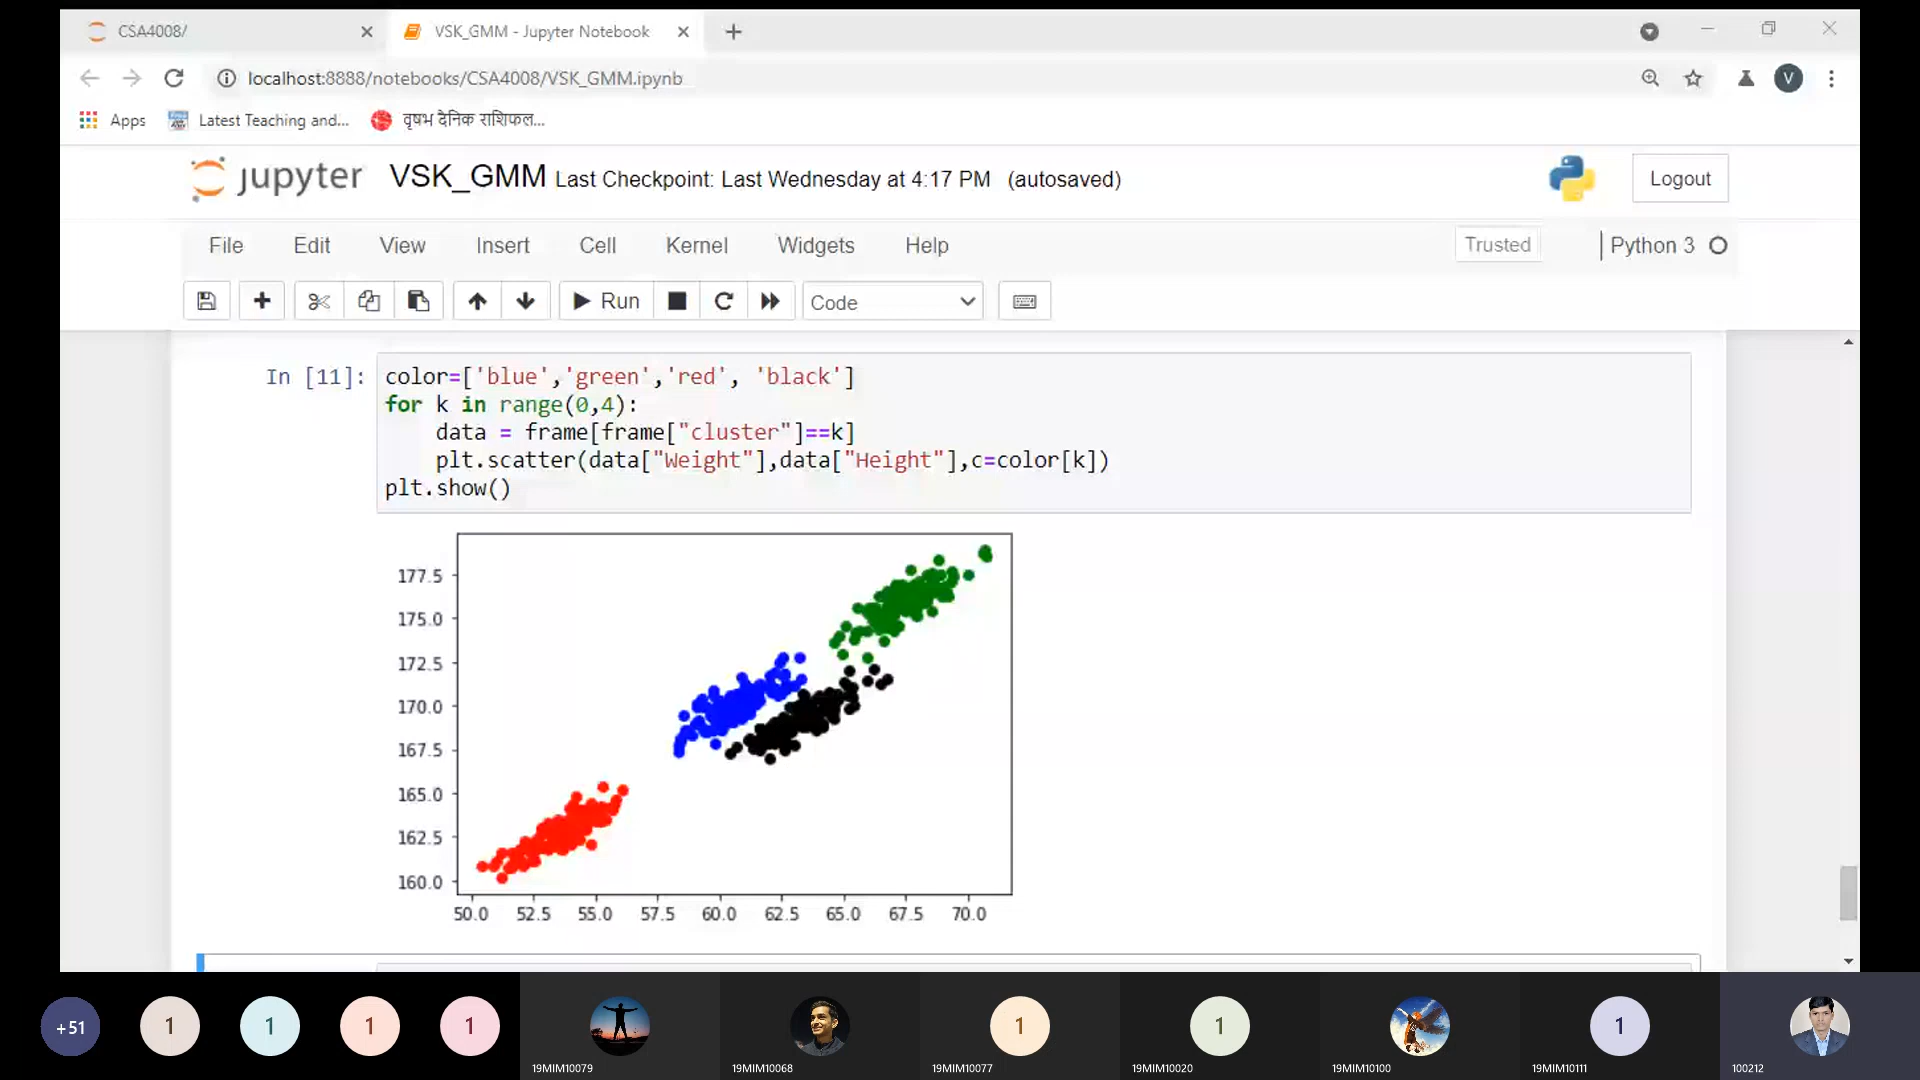 CSA4008/
VSK_GMM - Jupyter Notebook
localhost:8888/notebooks/CSA4008/VSK_GMM.ipynb
V
Apps
Latest Teaching and...
वृषभ दैनिक राशिफल...
jupyter
VSK_GMM Last Checkpoint: Last Wednesday at 4:17 PM (autosaved)
Logout
File Edit View Insert Cell Kernel Widgets Help
Trusted
Python 3
Run
Code
In [11]:
color=['blue','green','red', 'black']
for k in range(0,4):
    data = frame[frame["cluster"]==k]
    plt.scatter(data["Weight"],data["Height"],c=color[k])
plt.show()
177.5
175.0
172.5
170.0
167.5
165.0
162.5
160.0
50.0 52.5 55.0 57.5 60.0 62.5 65.0 67.5 70.0
+51 1 1 1 1 1 1 1
19MIM10079 19MIM10068 19MIM10077 19MIM10020 19MIM10100 19MIM10111 100212